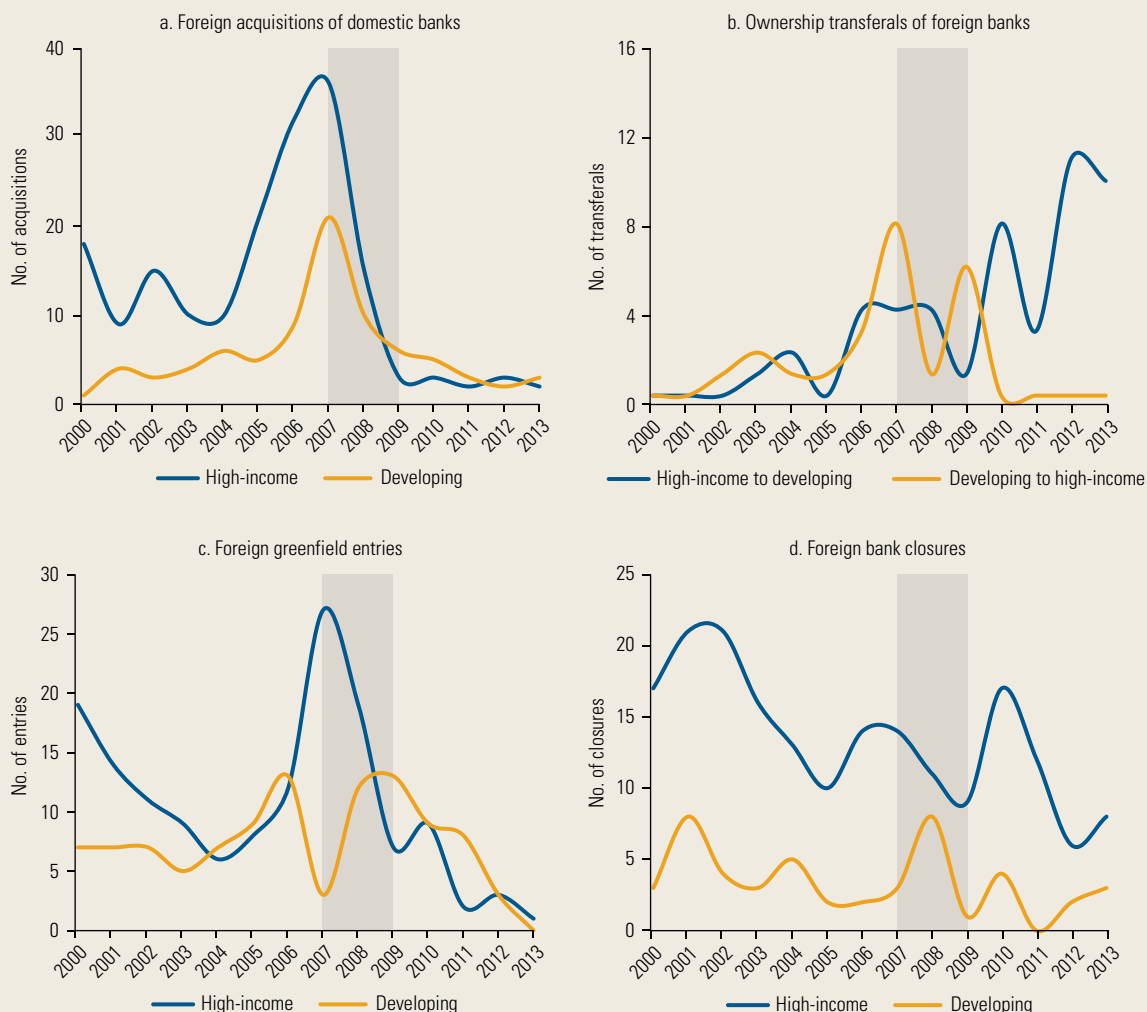 a. Foreign acquisitions of domestic banks
40
30
20
10
0
No. of acquisitions
2000 2001 2002 2003 2004 2005 2006 2007 2008 2009 2010 2011 2012 2013
High-income Developing
b. Ownership transferals of foreign banks
16
12
8
4
0
No. of transferals
2000 2001 2002 2003 2004 2005 2006 2007 2008 2009 2010 2011 2012 2013
High-income to developing Developing to high-income
c. Foreign greenfield entries
30
25
20
15
10
5
0
No. of entries
2000 2001 2002 2003 2004 2005 2006 2007 2008 2009 2010 2011 2012 2013
High-income Developing
d. Foreign bank closures
25
20
15
10
5
0
No. of closures
2000 2001 2002 2003 2004 2005 2006 2007 2008 2009 2010 2011 2012 2013
High-income Developing